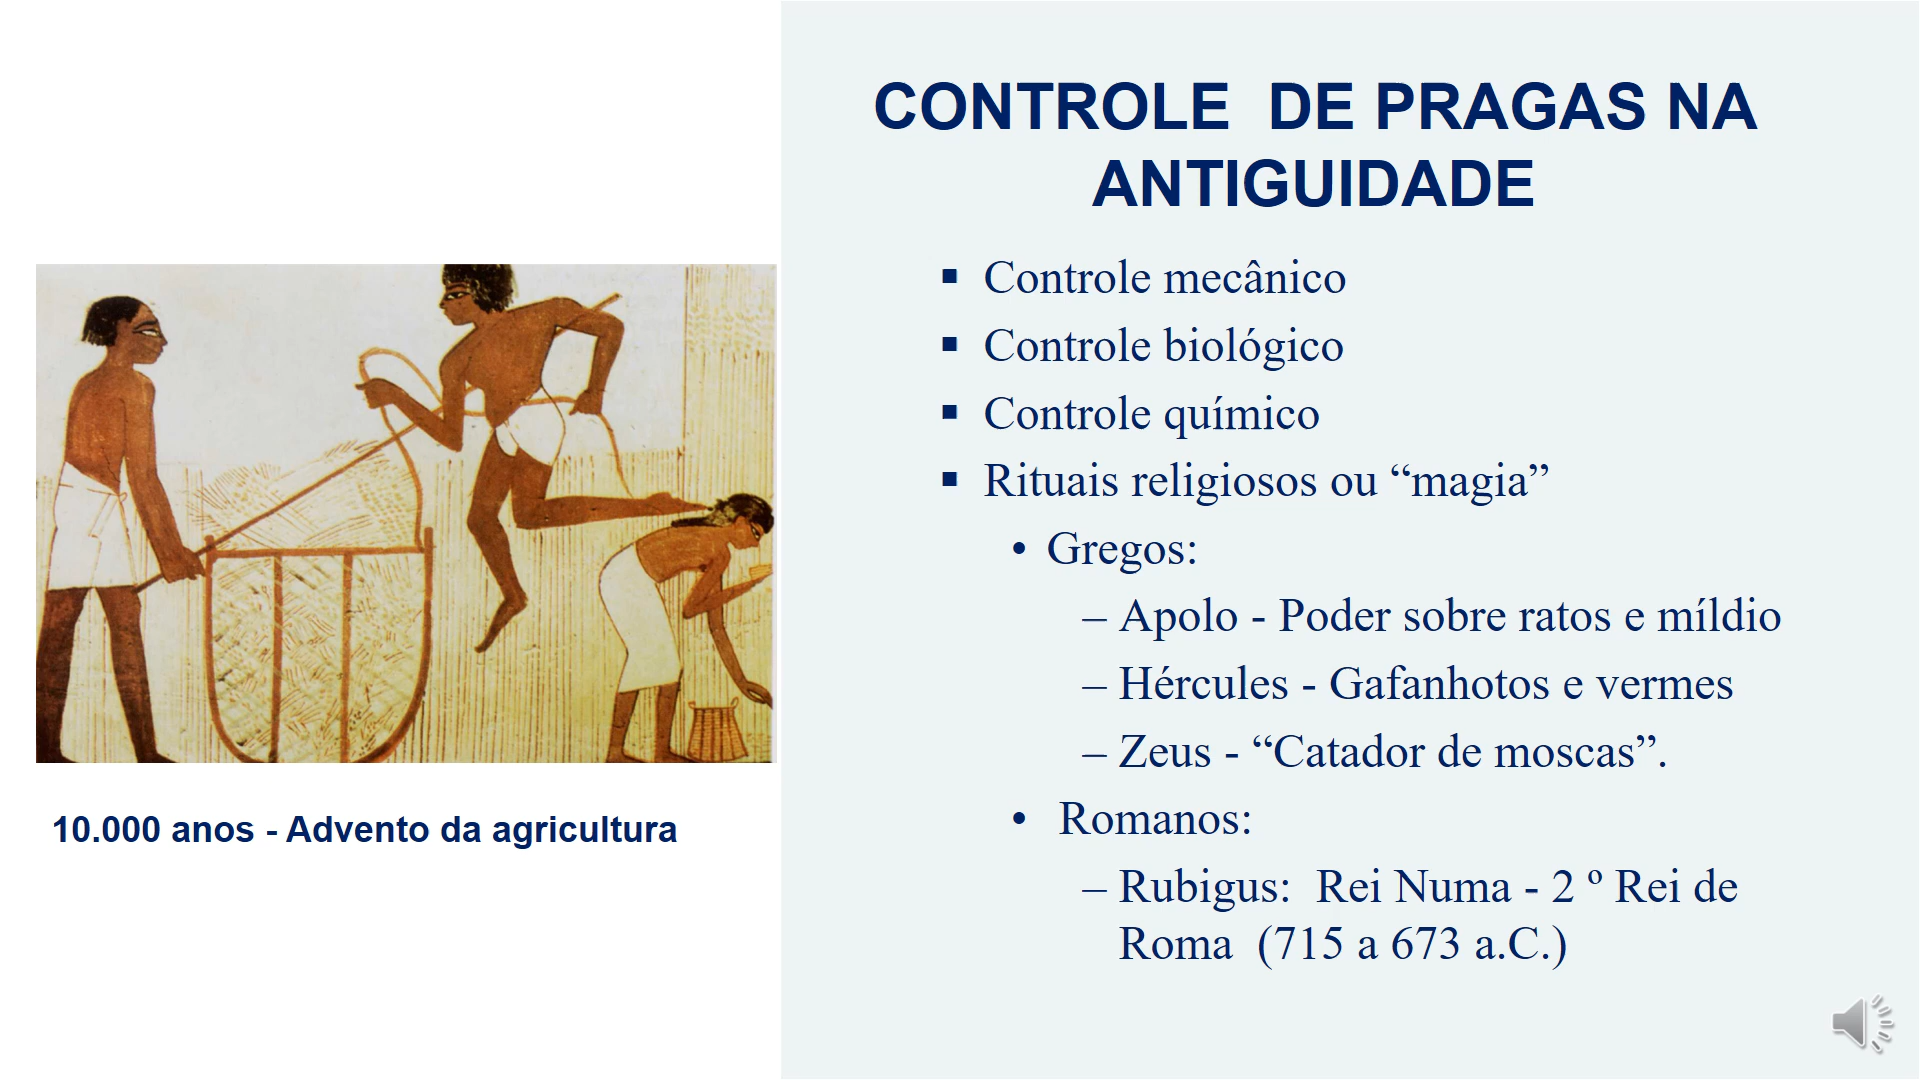 CONTROLE  DE PRAGAS NA
ANTIGUIDADE
▪ Controle mecânico
▪ Controle biológico
▪ Controle químico
▪ Rituais religiosos ou “magia”
• Gregos:
– Apolo - Poder sobre ratos e míldio
– Hércules - Gafanhotos e vermes
– Zeus - “Catador de moscas”.
• Romanos:
– Rubigus:  Rei Numa - 2 º Rei de
Roma  (715 a 673 a.C.)
10.000 anos - Advento da agricultura